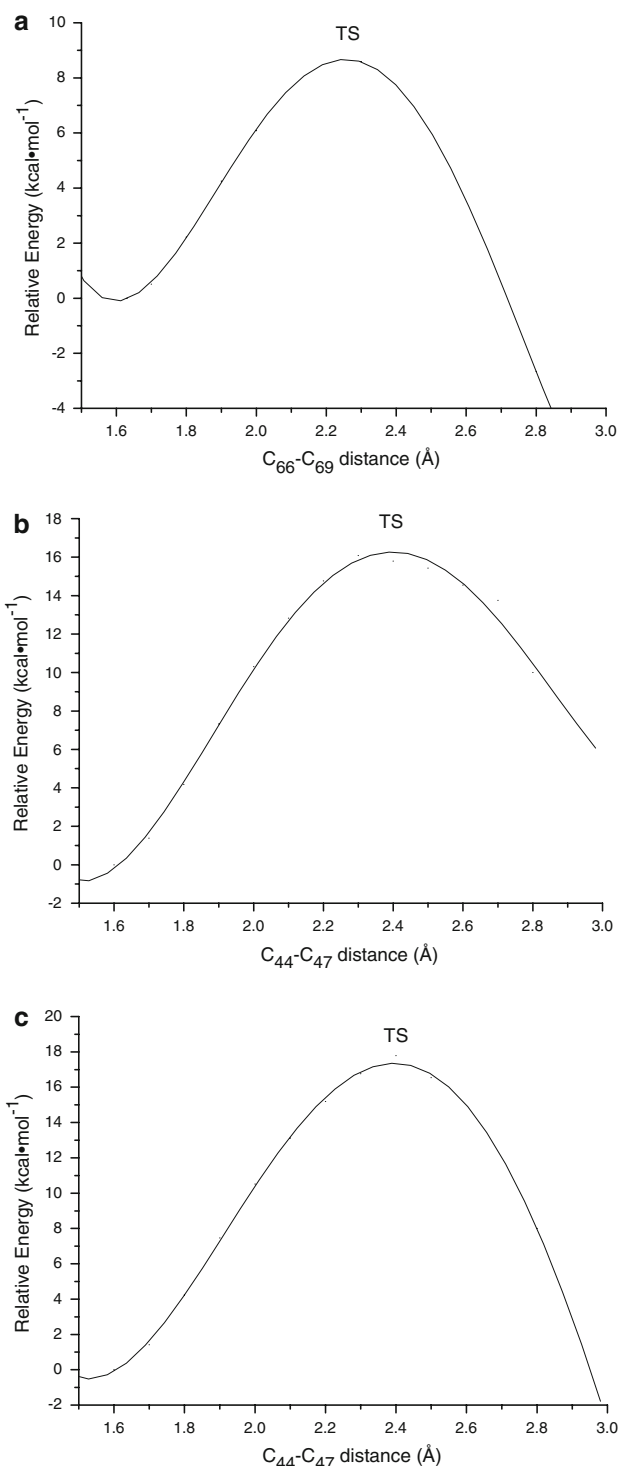 a
TS
10
8
6
4
2
0
-2
-4
Relative Energy (kcal•mol⁻¹)
1.6 1.8 2.0 2.2 2.4 2.6 2.8 3.0
C₆₆-C₆₉ distance (Å)
b
TS
18
16
14
12
10
8
6
4
2
0
-2
Relative Energy (kcal•mol⁻¹)
1.6 1.8 2.0 2.2 2.4 2.6 2.8 3.0
C₄₄-C₄₇ distance (Å)
c
TS
20
18
16
14
12
10
8
6
4
2
0
-2
Relative Energy (kcal•mol⁻¹)
1.6 1.8 2.0 2.2 2.4 2.6 2.8 3.0
C₄₄-C₄₇ distance (Å)